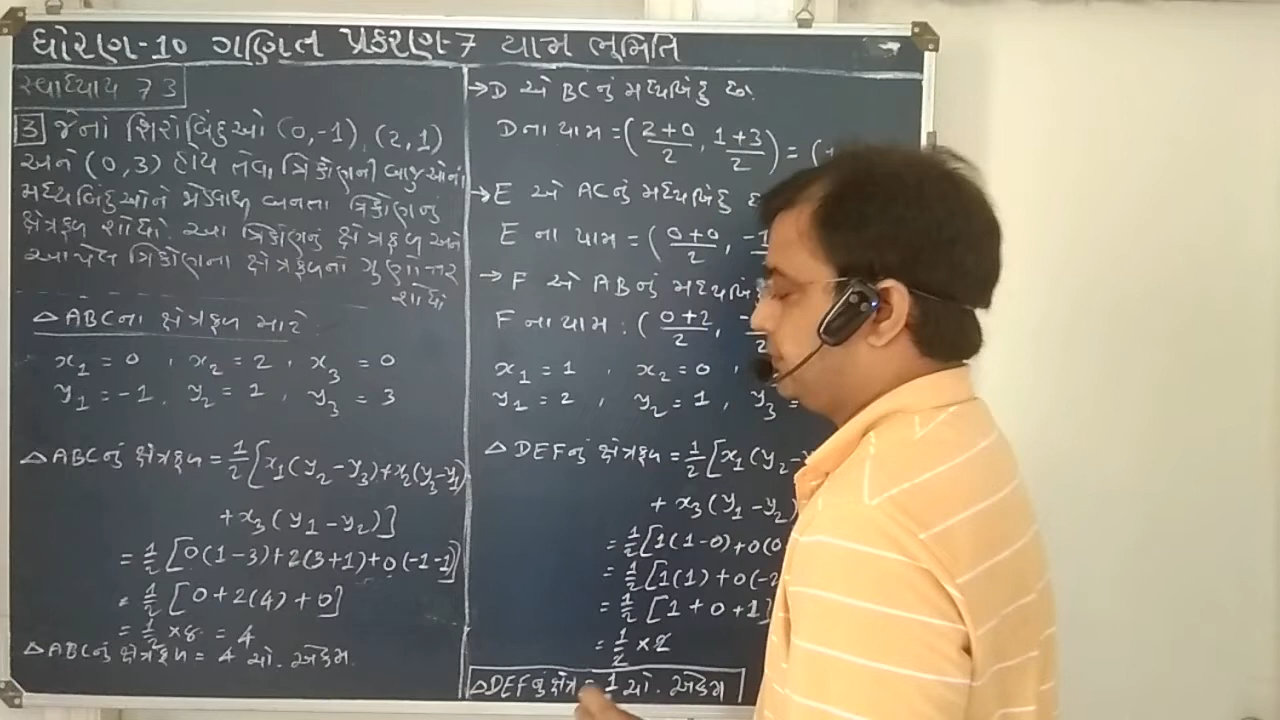 ધોરણ-10 ગણિત પ્રકરણ-7 યામ ભૂમિતિ
સ્વાધ્યાય 7 3
3 જેનાં શિરોબિંદુઓ (0,-1), (2,1)
અને (0,3) હોય તેવા ત્રિકોણની બાજુઓનાં
મધ્યબિંદુઓને જોડવાથી બનતા ત્રિકોણનું
ક્ષેત્રફળ શોધો. આ ત્રિકોણનું ક્ષેત્રફળ અને
આપેલ ત્રિકોણના ક્ષેત્રફળનો ગુણોત્તર
શોધો
△ABCના ક્ષેત્રફળ માટે.
x₁ = 0 , x₂ = 2 , x₃ = 0
y₁ = -1, y₂ = 1 , y₃ = 3
△ABCનું ક્ષેત્રફળ = 1/2 [x₁(y₂-y₃)+x₂(y₃-y₁)
+x₃(y₁-y₂)]
= 1/2 [0(1-3)+2(3+1)+0(-1-1)]
= 1/2 [0+2(4)+0]
= 1/2 ×8 = 4
△ABCનું ક્ષેત્રફળ = 4 ચો. એકમ
→ D એ BCનું મધ્યબિંદુ છે.
Dના યામ = (2+0/2, 1+3/2) = (
→ E એ ACનું મધ્યબિંદુ
E ના યામ = (0+0/2, -1
→ F એ ABનું
F ના યામ : (0+2/2, -
x₁ = 1 , x₂ = 0 ,
y₁ = 2 , y₂ = 1 , y₃ =
△DEFનું ક્ષેત્રફળ = 1/2 [x₁(y₂-
+ x₃(y₁-y₂)
= 1/2 [1(1-0)+0(0
= 1/2 [1(1)+0(-2
= 1/2 [1+0+1]
= 1/2 ×2
△DEFનું ક્ષેત્ર = 1 ચો. એકમ